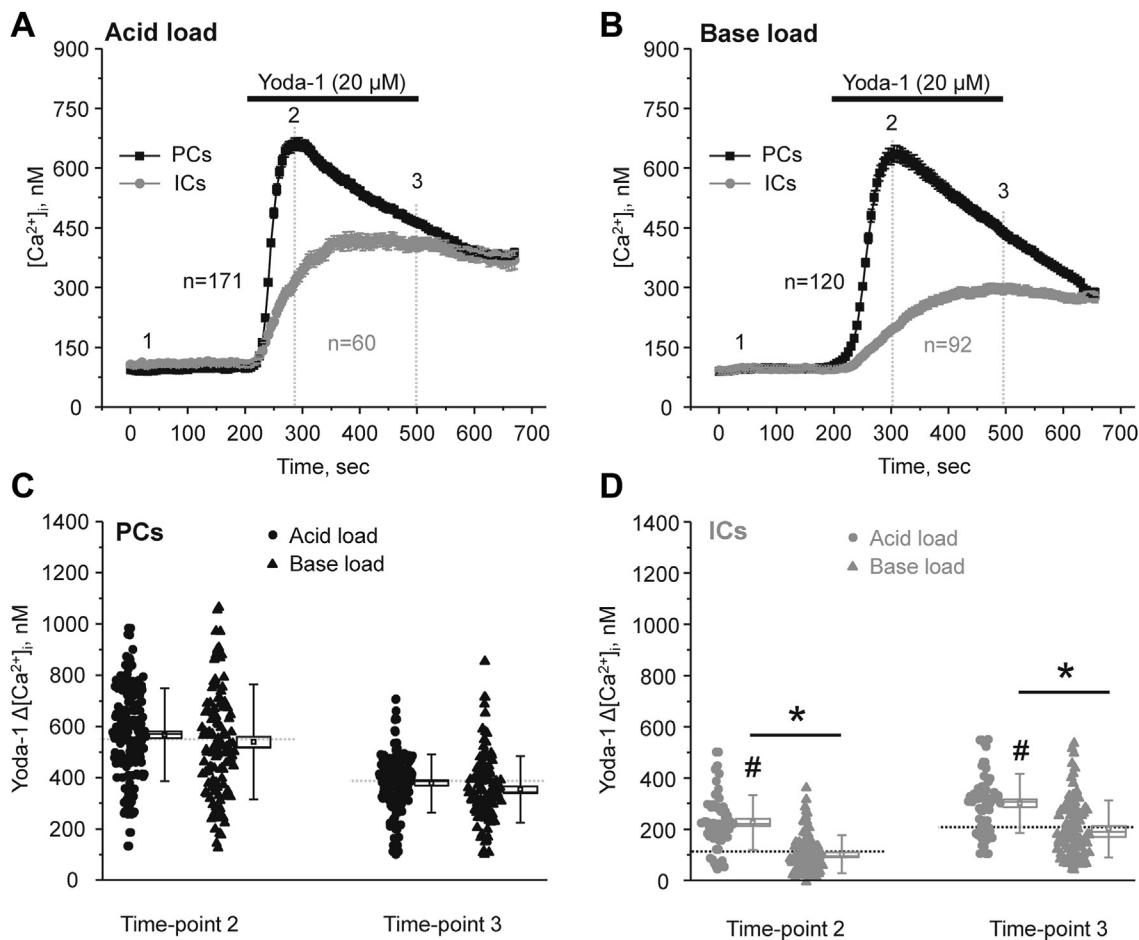 A
Acid load
900
750
600
450
300
150
0
[Ca²⁺]ᵢ, nM
Yoda-1 (20 µM)
2
PCs
ICs
3
n=171
n=60
1
0 100 200 300 400 500 600 700
Time, sec
B
Base load
900
750
600
450
300
150
0
[Ca²⁺]ᵢ, nM
Yoda-1 (20 µM)
2
PCs
ICs
3
n=120
n=92
1
0 100 200 300 400 500 600 700
Time, sec
C
PCs
Acid load
Base load
1400
1200
1000
800
600
400
200
0
Yoda-1 Δ[Ca²⁺]ᵢ, nM
Time-point 2
Time-point 3
D
ICs
Acid load
Base load
1400
1200
1000
800
600
400
200
0
Yoda-1 Δ[Ca²⁺]ᵢ, nM
*
#
*
#
Time-point 2
Time-point 3